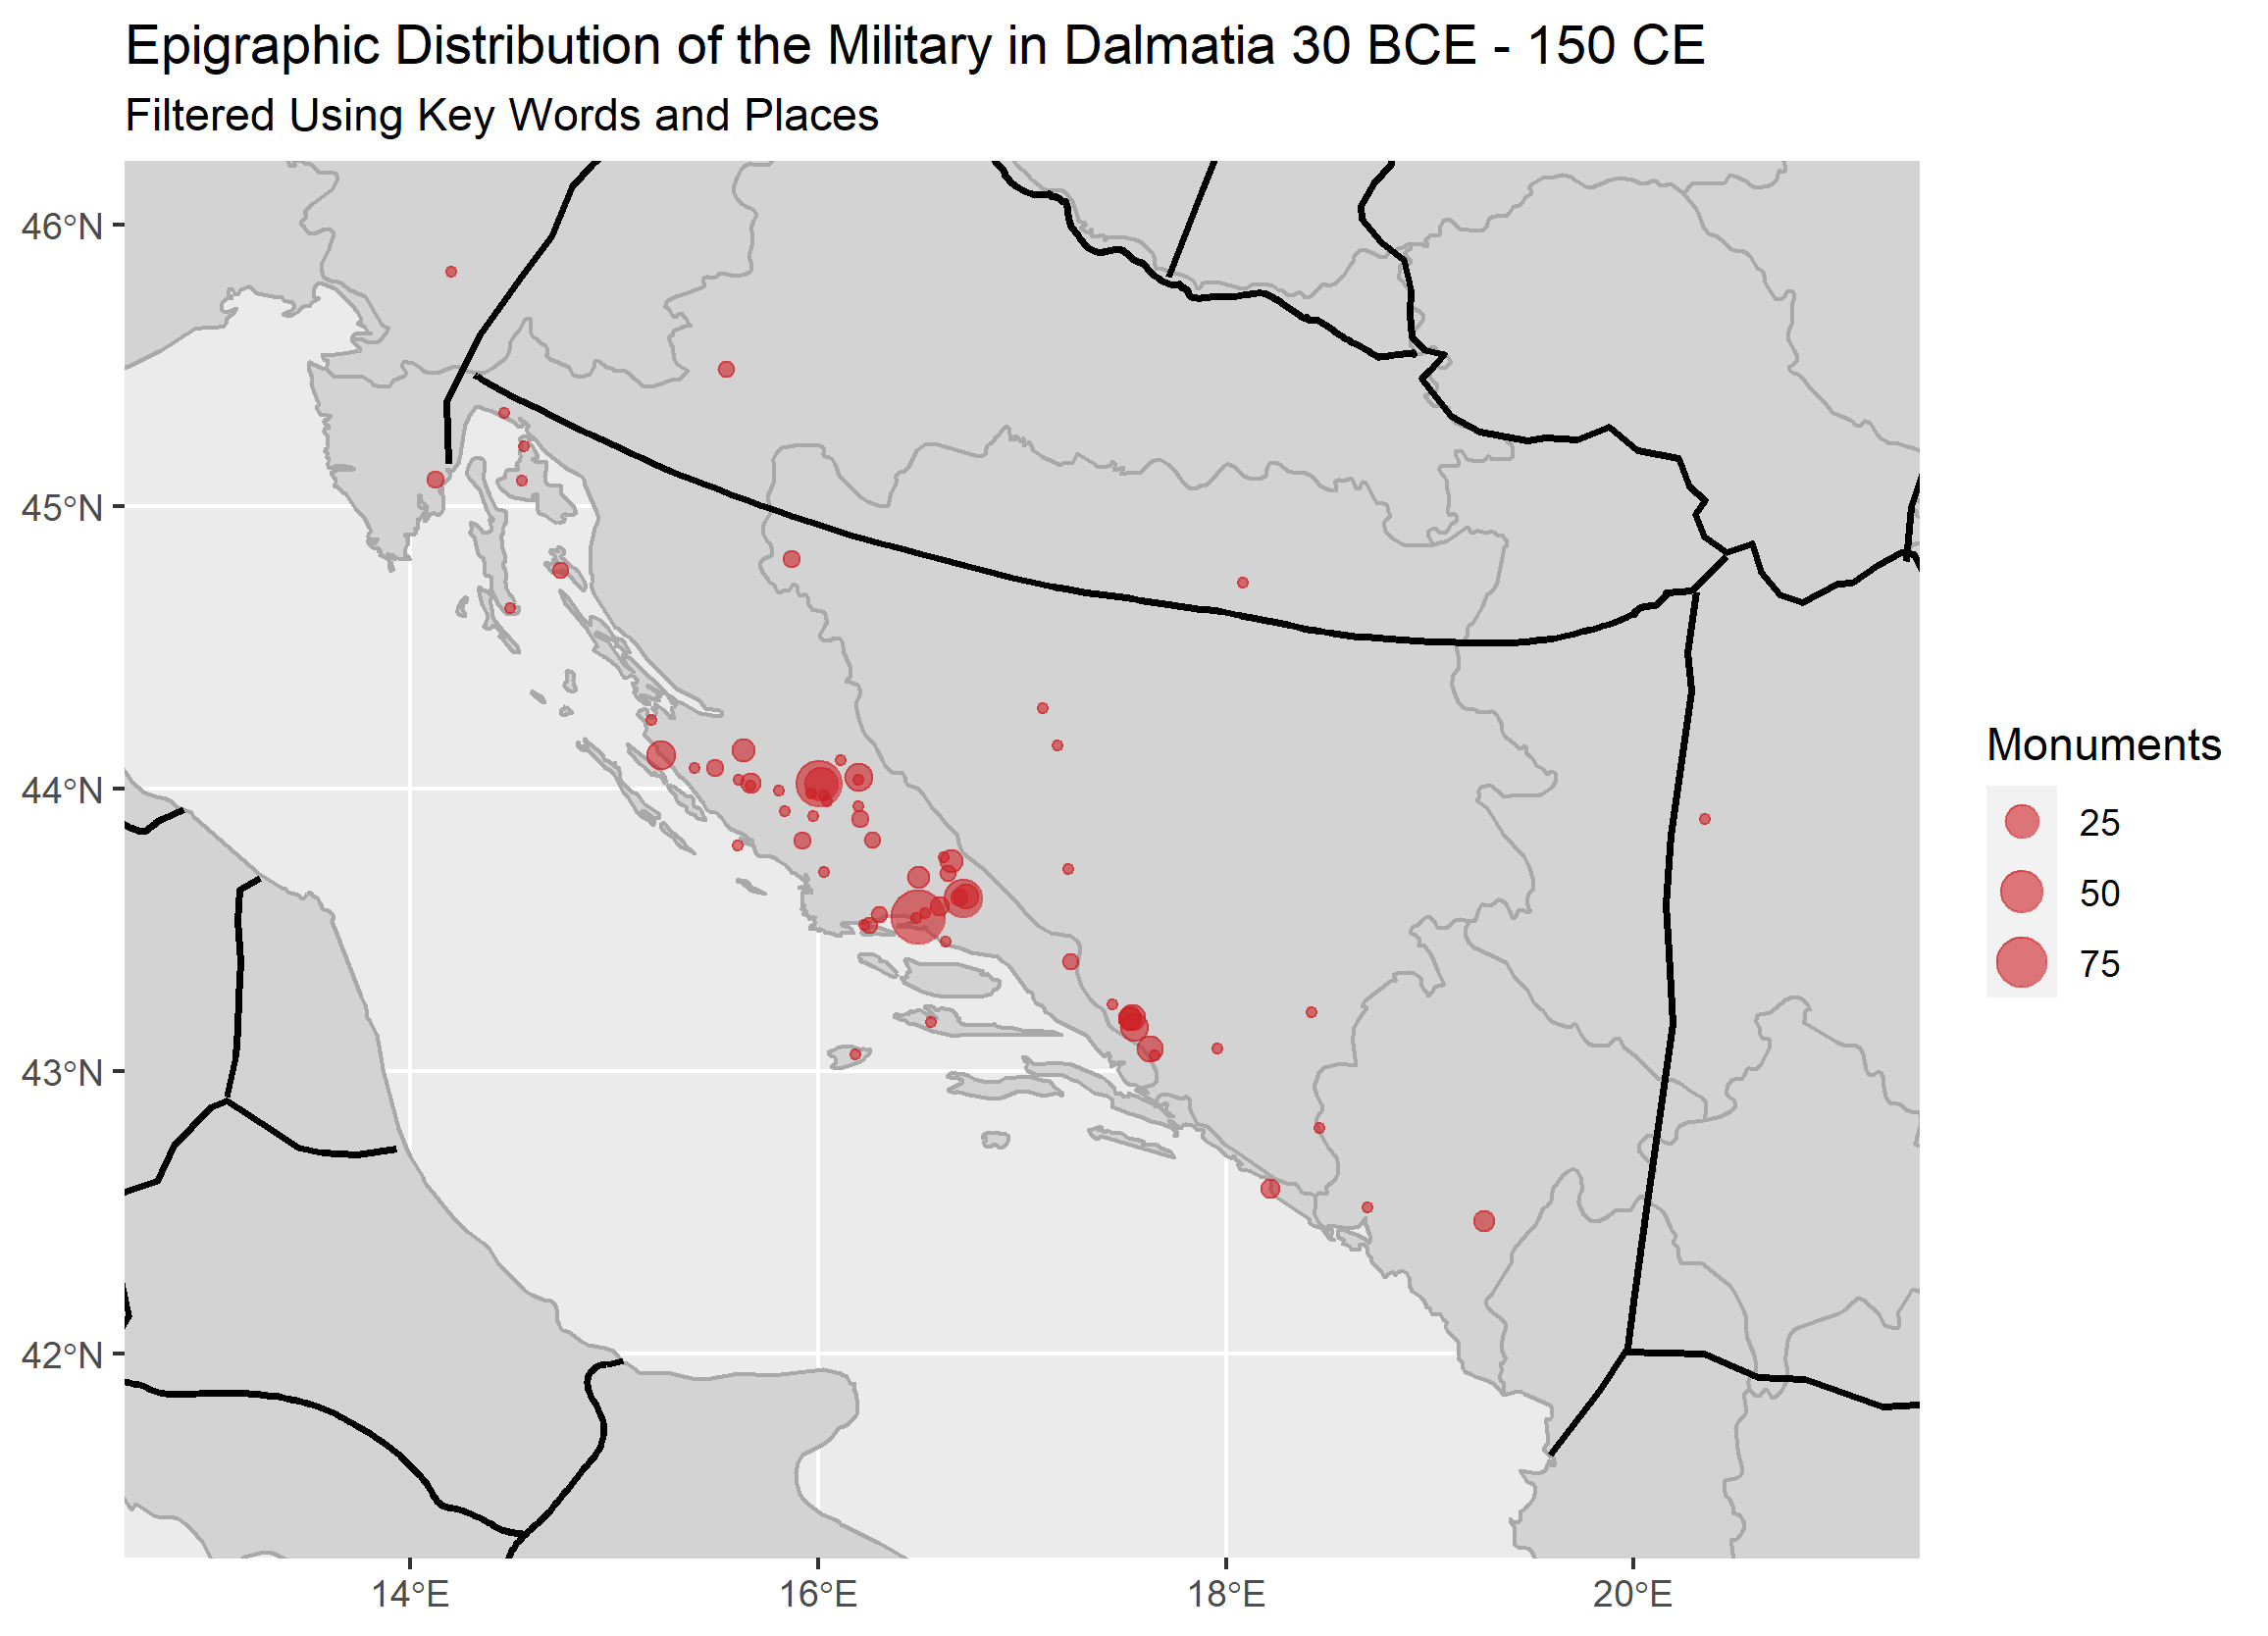 Epigraphic Distribution of the Military in Dalmatia 30 BCE - 150 CE
Filtered Using Key Words and Places
46°N
45°N
44°N
43°N
42°N
14°E
16°E
18°E
20°E
Monuments
25
50
75